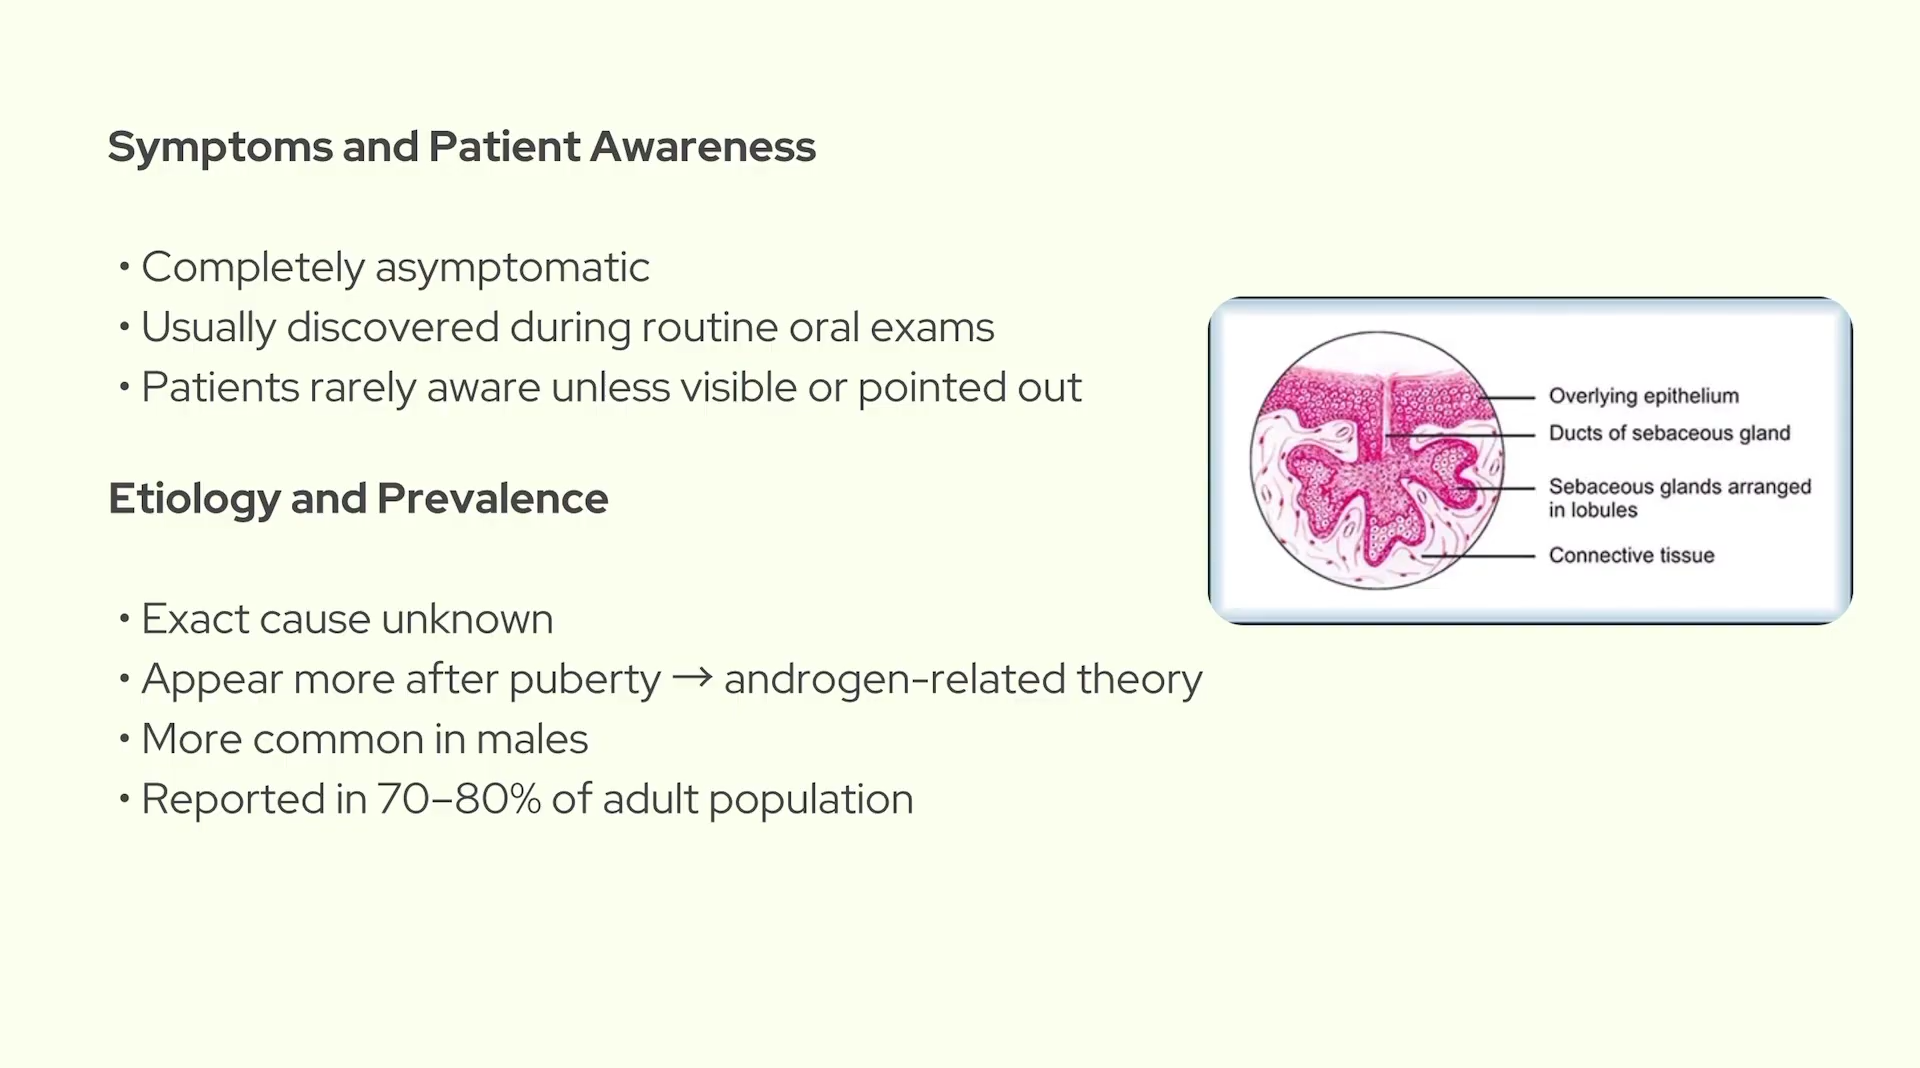 Symptoms and Patient Awareness
• Completely asymptomatic
• Usually discovered during routine oral exams
• Patients rarely aware unless visible or pointed out
Etiology and Prevalence
• Exact cause unknown
• Appear more after puberty → androgen-related theory
• More common in males
• Reported in 70–80% of adult population
Overlying epithelium
Ducts of sebaceous gland
Sebaceous glands arranged
in lobules
Connective tissue